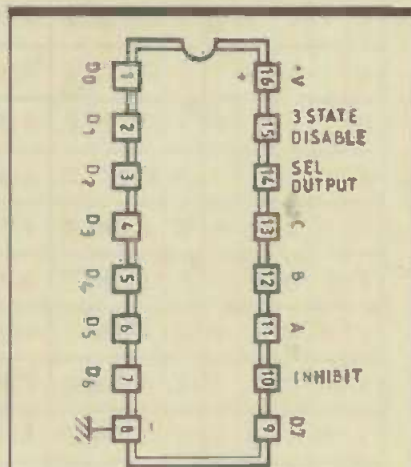 D0 1 16 +V
+
D1 2 15 3 STATE
DISABLE
D2 3 14 SEL
OUTPUT
D3 4 13 C
D4 5 12 B
D5 6 11 A
D6 7 10 INHIBIT
- 8 9 D7